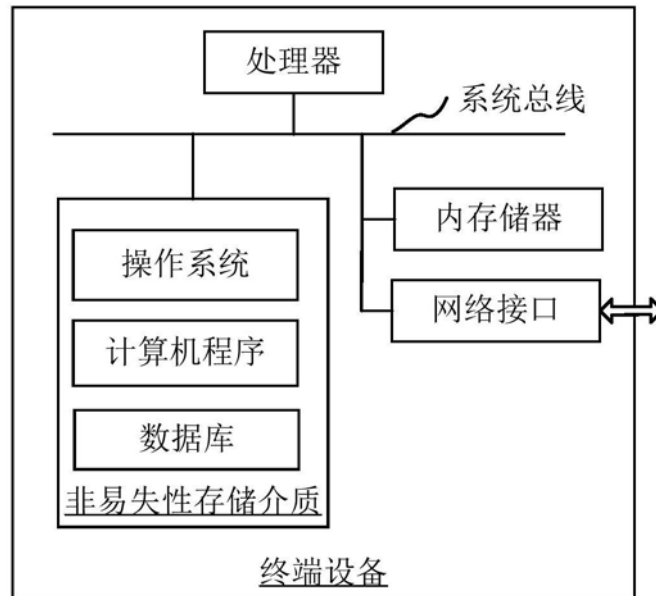 处理器
系统总线
内存储器
操作系统
网络接口
计算机程序
数据库
非易失性存储介质
终端设备